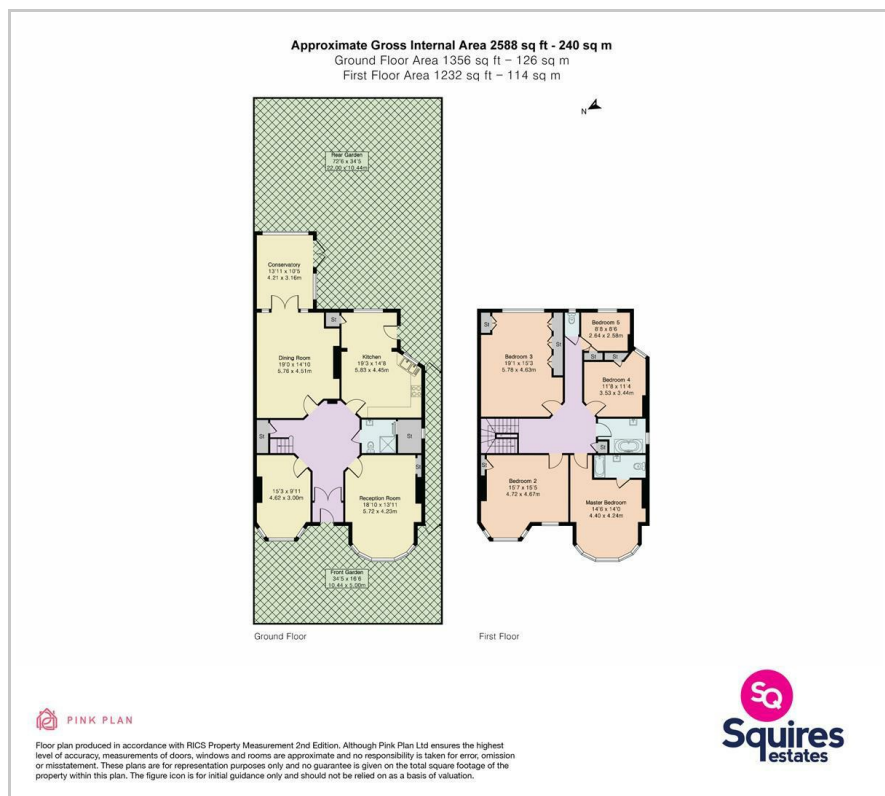 Approximate Gross Internal Area 2588 sq ft - 240 sq m
Ground Floor Area 1356 sq ft – 126 sq m
First Floor Area 1232 sq ft – 114 sq m
N
Rear Garden
72'6 x 34'5
22.00 x 10.44m
Conservatory
13'11 x 10'5
4.21 x 3.16m
St
Dining Room
19'0 x 14'10
5.78 x 4.51m
Kitchen
19'3 x 14'8
5.83 x 4.45m
St
St
St
15'3 x 9'11
4.62 x 3.00m
Reception Room
18'10 x 13'11
5.72 x 4.23m
Front Garden
34'5 x 16'6
10.44 x 5.00m
Ground Floor
St
Bedroom 3
19'1 x 15'3
5.78 x 4.63m
St
Bedroom 5
8'8 x 8'6
2.64 x 2.58m
St
St
Bedroom 4
11'8 x 11'4
3.53 x 3.44m
St
St
Bedroom 2
15'7 x 15'5
4.72 x 4.67m
Master Bedroom
14'6 x 14'0
4.40 x 4.24m
First Floor
PINK PLAN
Floor plan produced in accordance with RICS Property Measurement 2nd Edition. Although Pink Plan Ltd ensures the highest
level of accuracy, measurements of doors, windows and rooms are approximate and no responsibility is taken for error, omission
or misstatement. These plans are for representation purposes only and no guarantee is given on the total square footage of the
property within this plan. The figure icon is for initial guidance only and should not be relied on as a basis of valuation.
SQ
Squires
estates